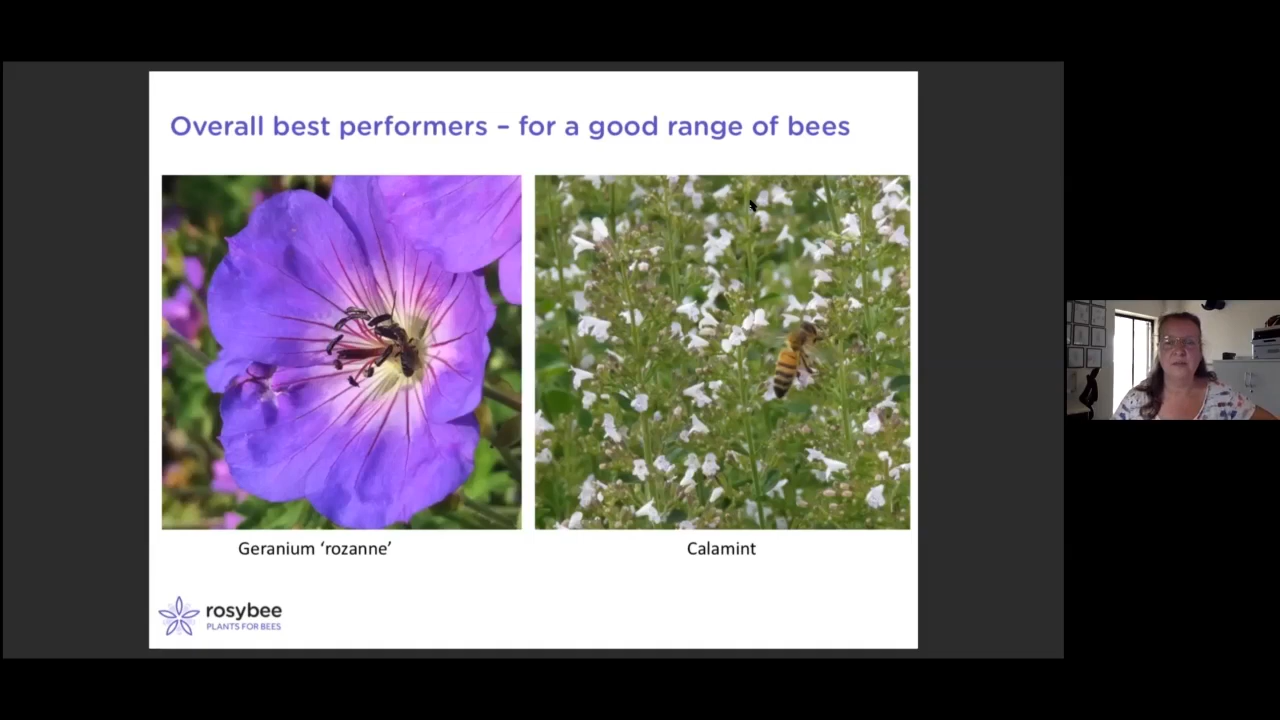 Overall best performers – for a good range of bees
Geranium ‘rozanne’
Calamint
rosybee
PLANTS FOR BEES